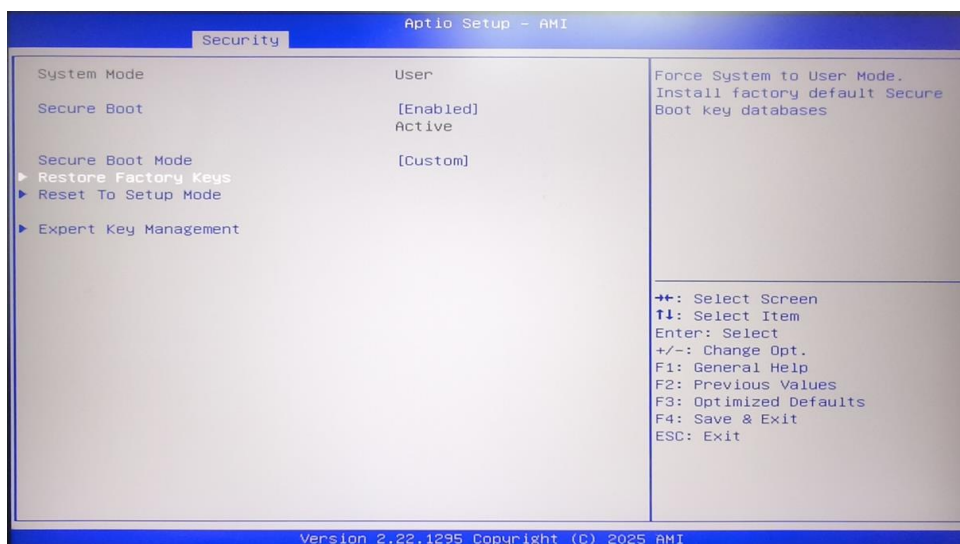 Aptio Setup – AMI
Security
System Mode User
Secure Boot [Enabled]
Active
Secure Boot Mode [Custom]
Restore Factory Keys
Reset To Setup Mode
Expert Key Management
Force System to User Mode.
Install factory default Secure
Boot key databases
→←: Select Screen
↑↓: Select Item
Enter: Select
+/-: Change Opt.
F1: General Help
F2: Previous Values
F3: Optimized Defaults
F4: Save & Exit
ESC: Exit
Version 2.22.1295 Copyright (C) 2025 AMI